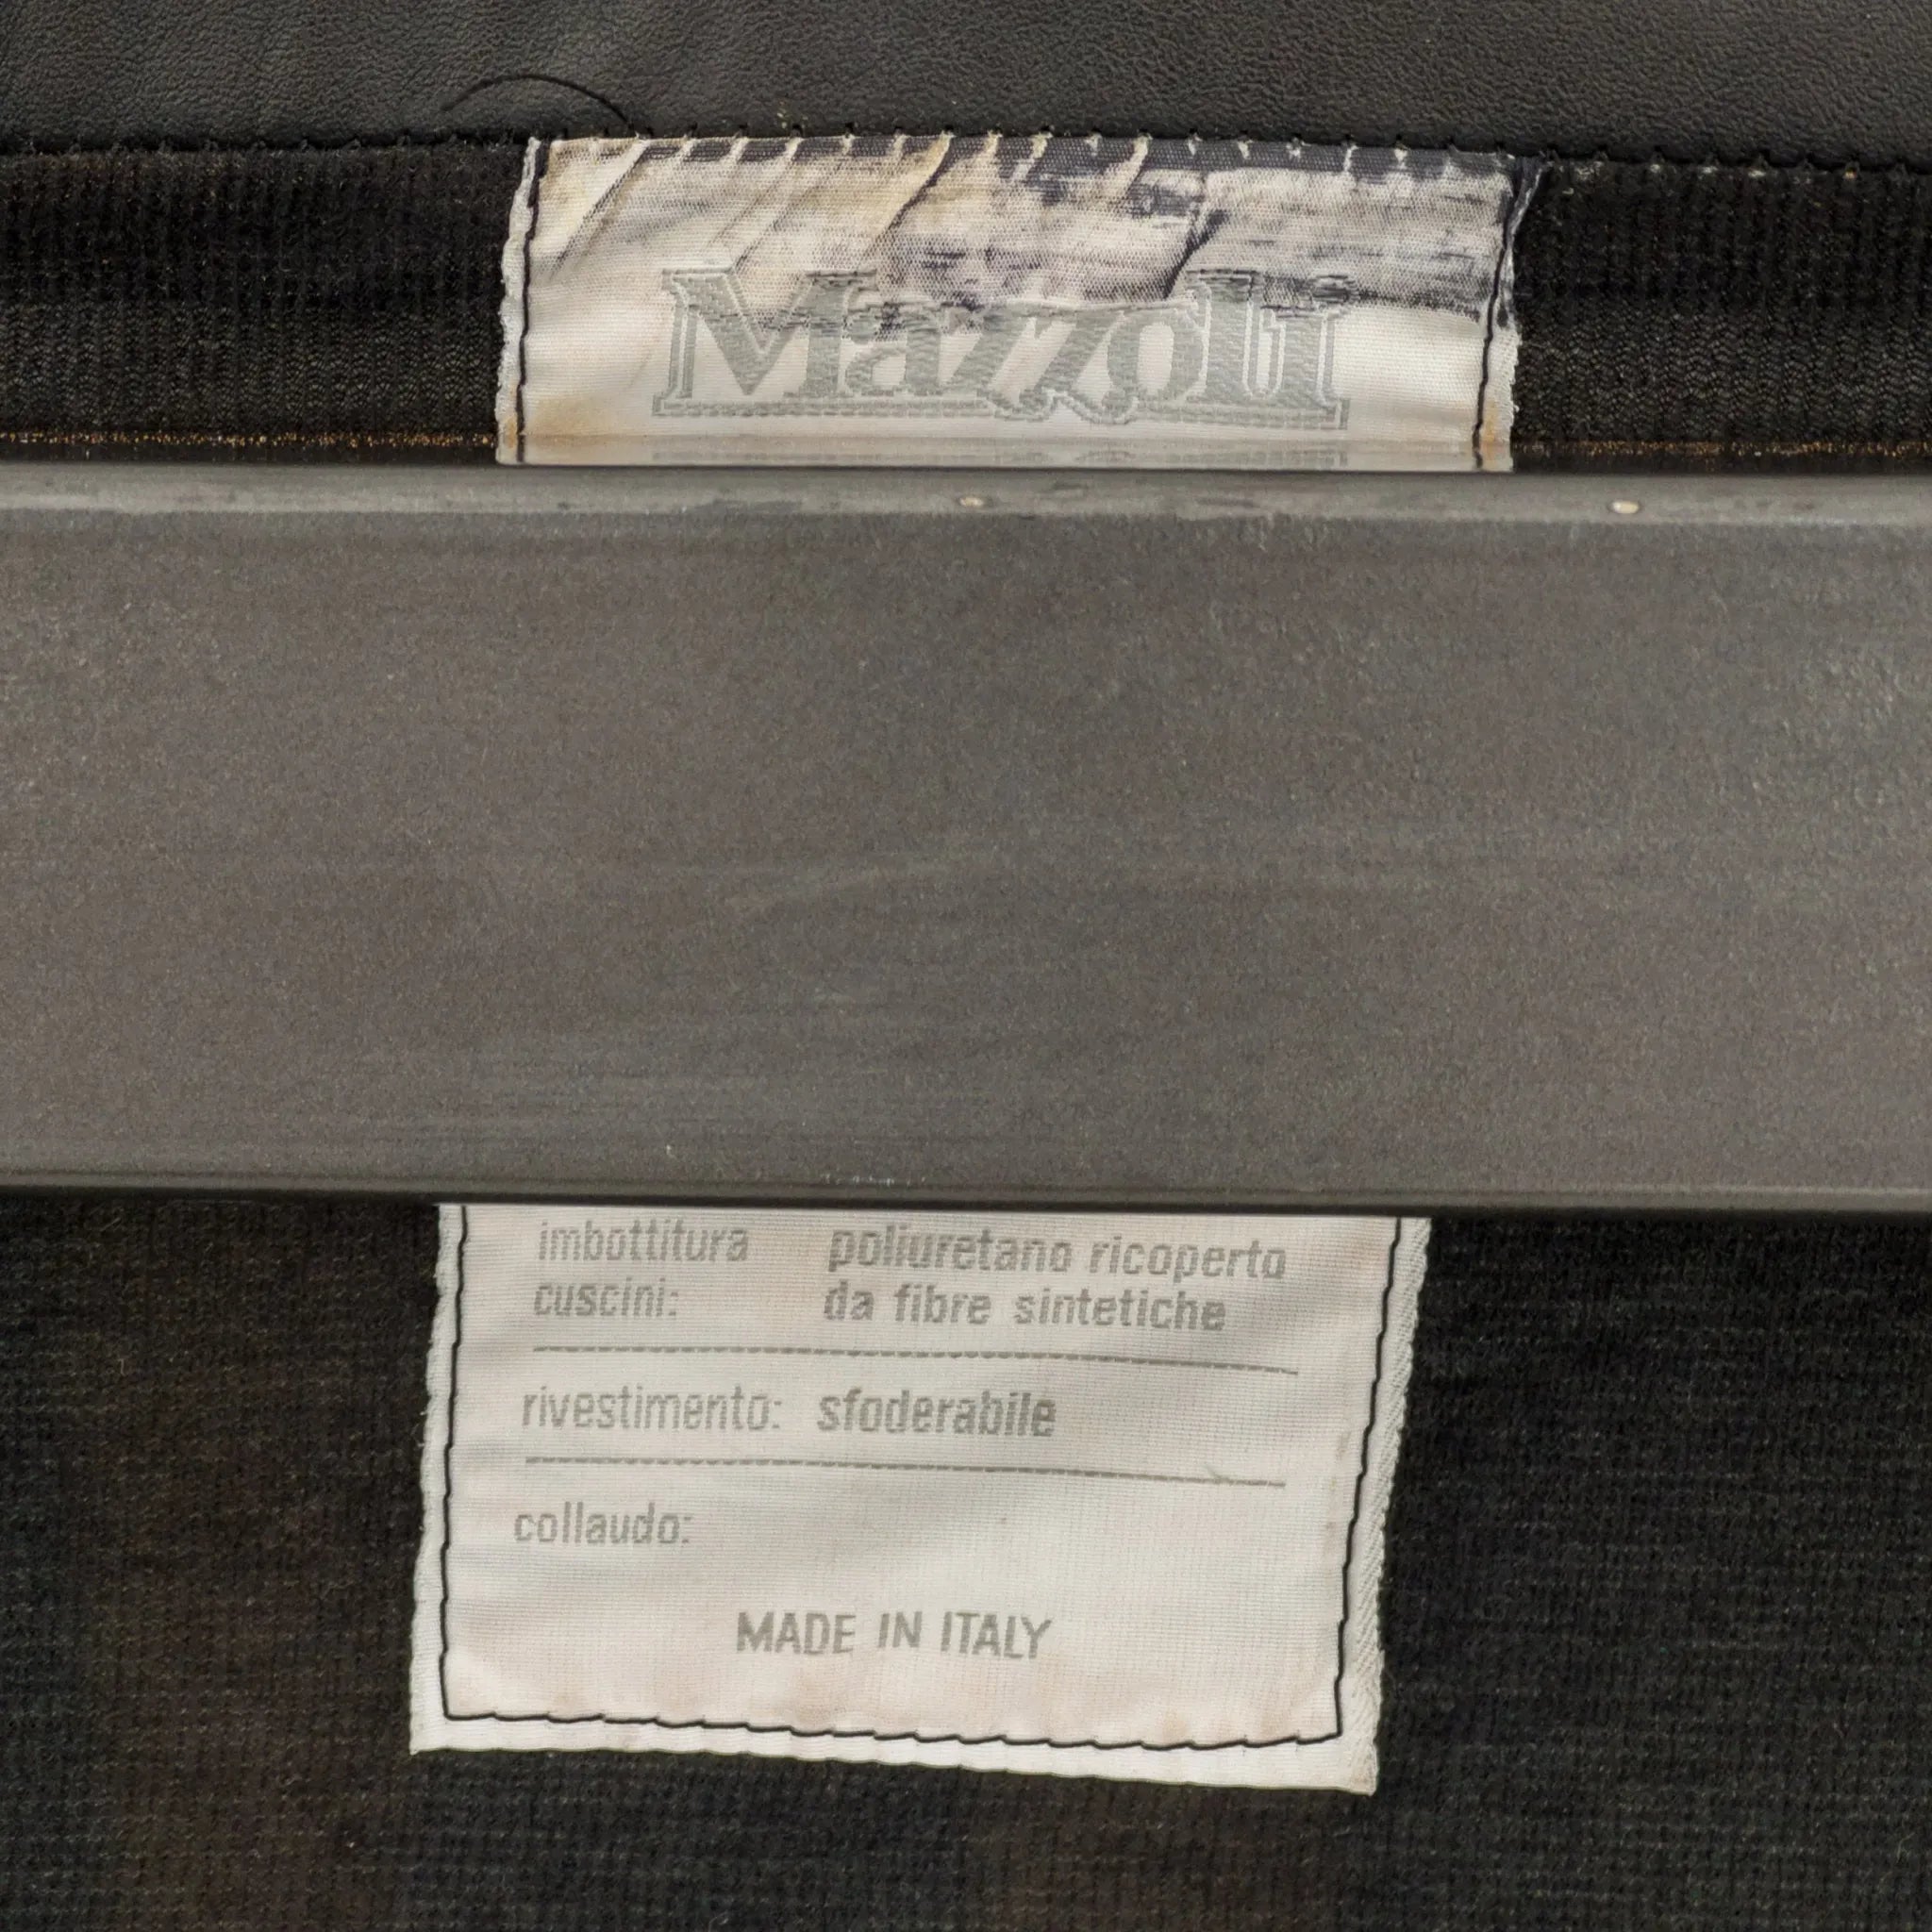 Mazzoli
imbottitura poliuretano ricoperto
cuscini: da fibre sintetiche
rivestimento: sfoderabile
collaudo:
MADE IN ITALY